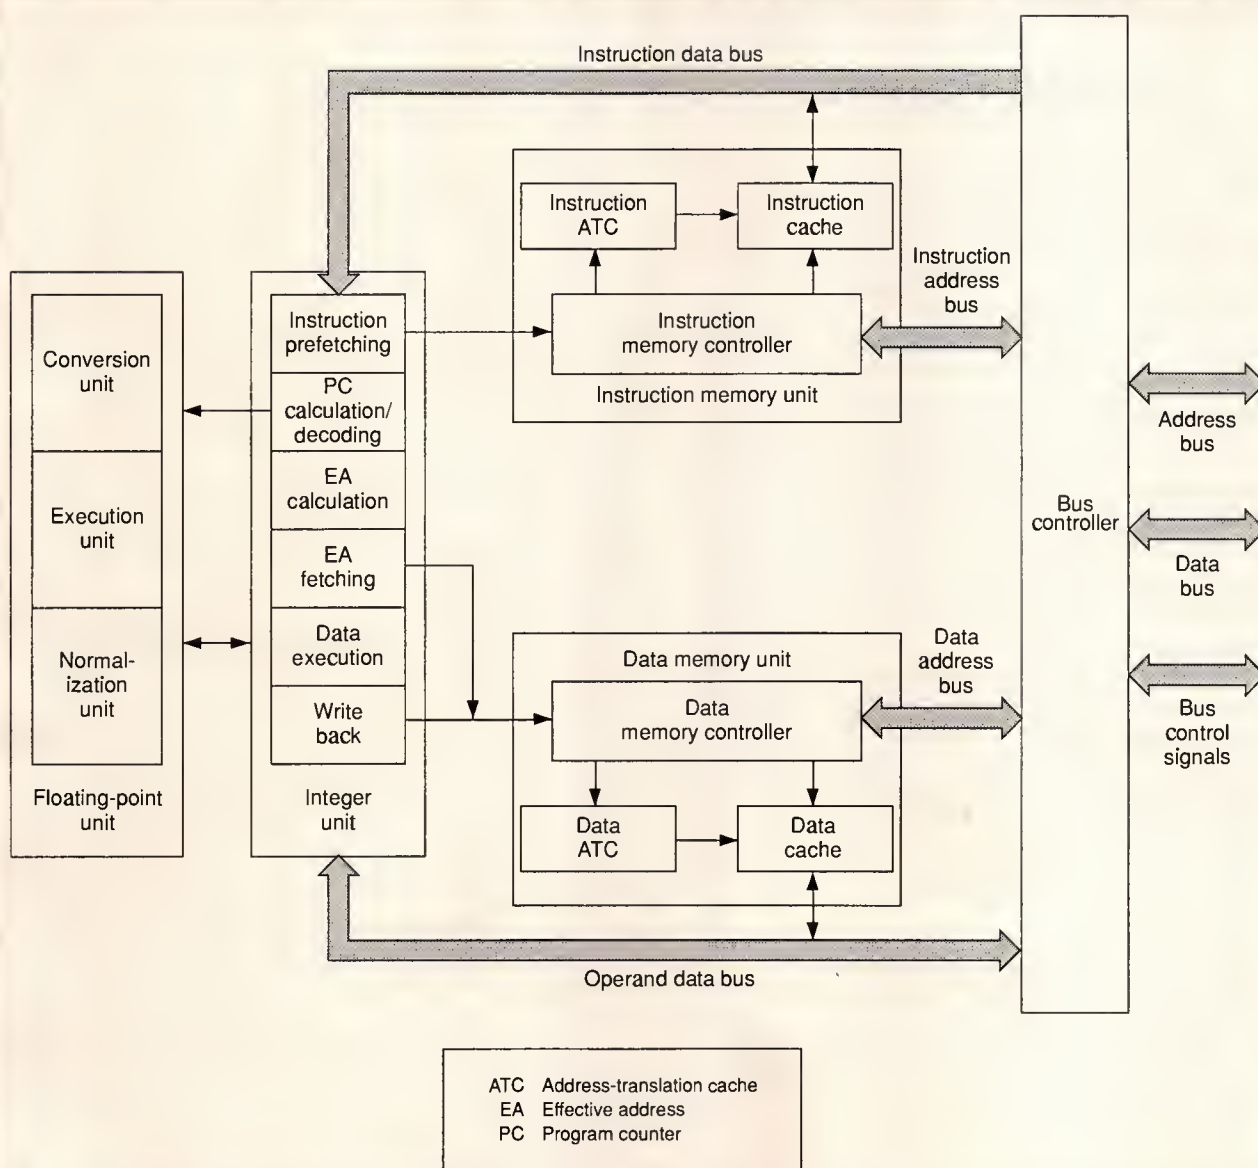 Instruction data bus
Instruction
ATC
Instruction
cache
Instruction
address
bus
Instruction
memory controller
Instruction memory unit
Conversion
unit
Execution
unit
Normal-
ization
unit
Floating-point
unit
Instruction
prefetching
PC
calculation/
decoding
EA
calculation
EA
fetching
Data
execution
Write
back
Integer
unit
Data memory unit
Data
memory controller
Data
ATC
Data
cache
Data
address
bus
Operand data bus
Bus
controller
Address
bus
Data
bus
Bus
control
signals
ATC Address-translation cache
EA Effective address
PC Program counter